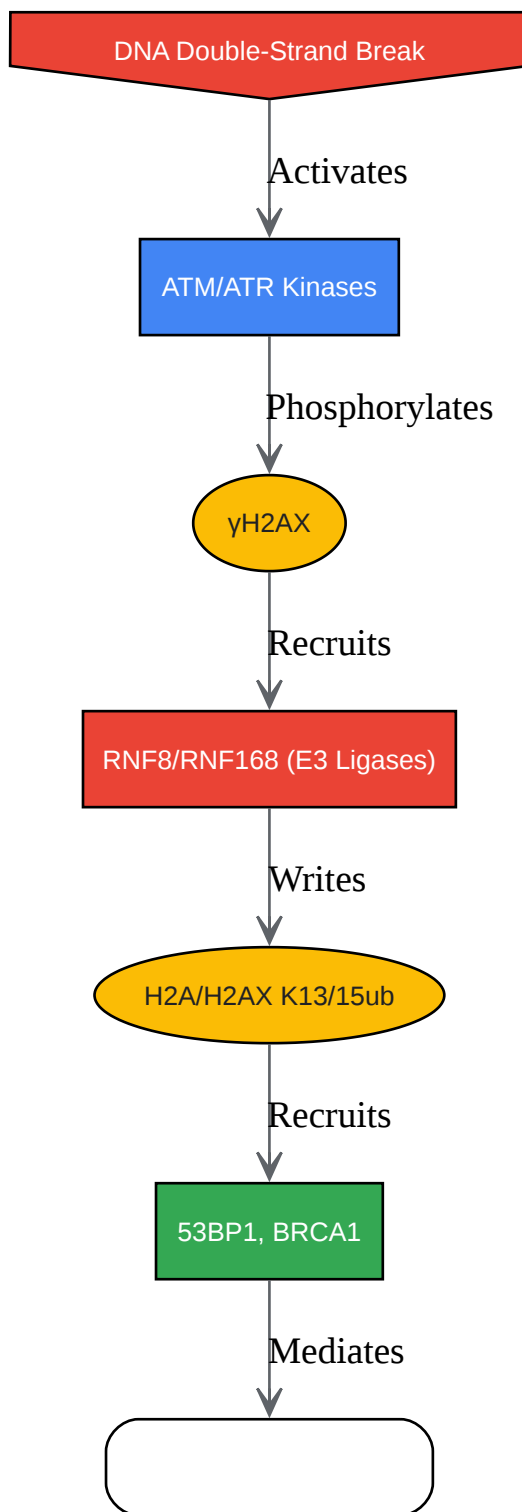 DNA Double-Strand Break
Activates
ATM/ATR Kinases
Phosphorylates
γH2AX
Recruits
RNF8/RNF168 (E3 Ligases)
Writes
H2A/H2AX K13/15ub
Recruits
53BP1, BRCA1
Mediates